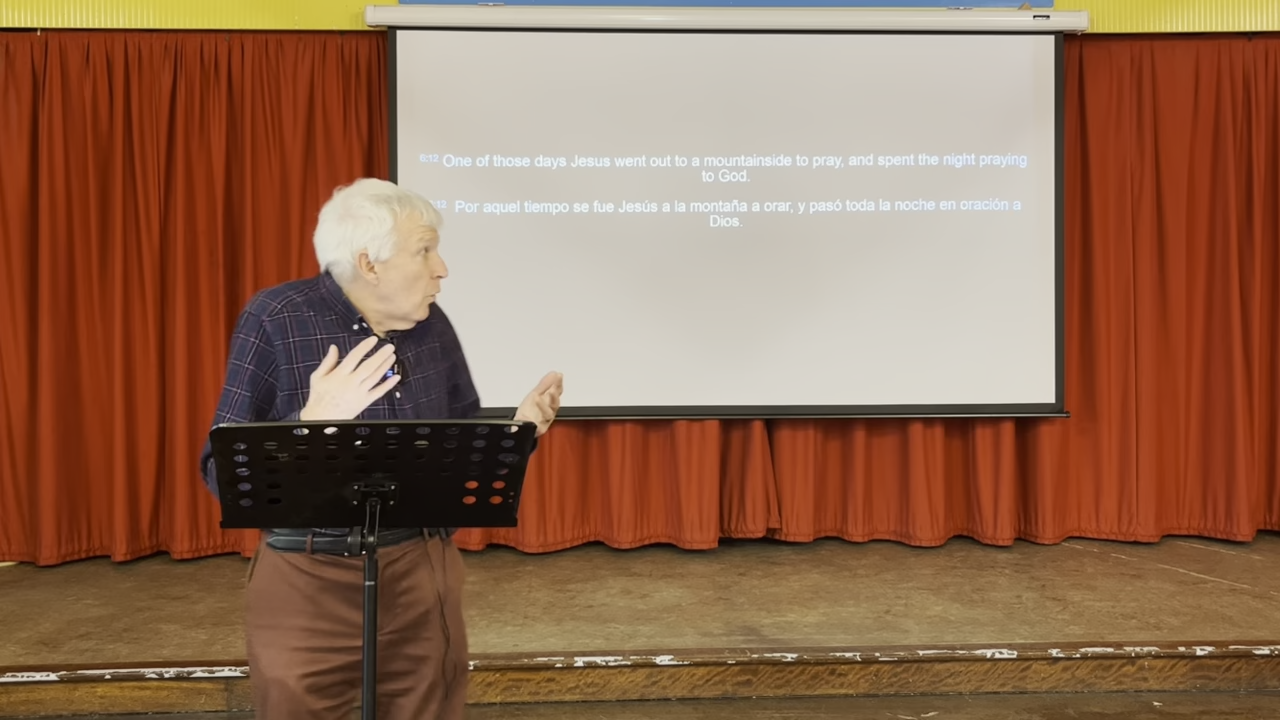 6:12 One of those days Jesus went out to a mountainside to pray, and spent the night praying
to God.
12 Por aquel tiempo se fue Jesús a la montaña a orar, y pasó toda la noche en oración a
Dios.